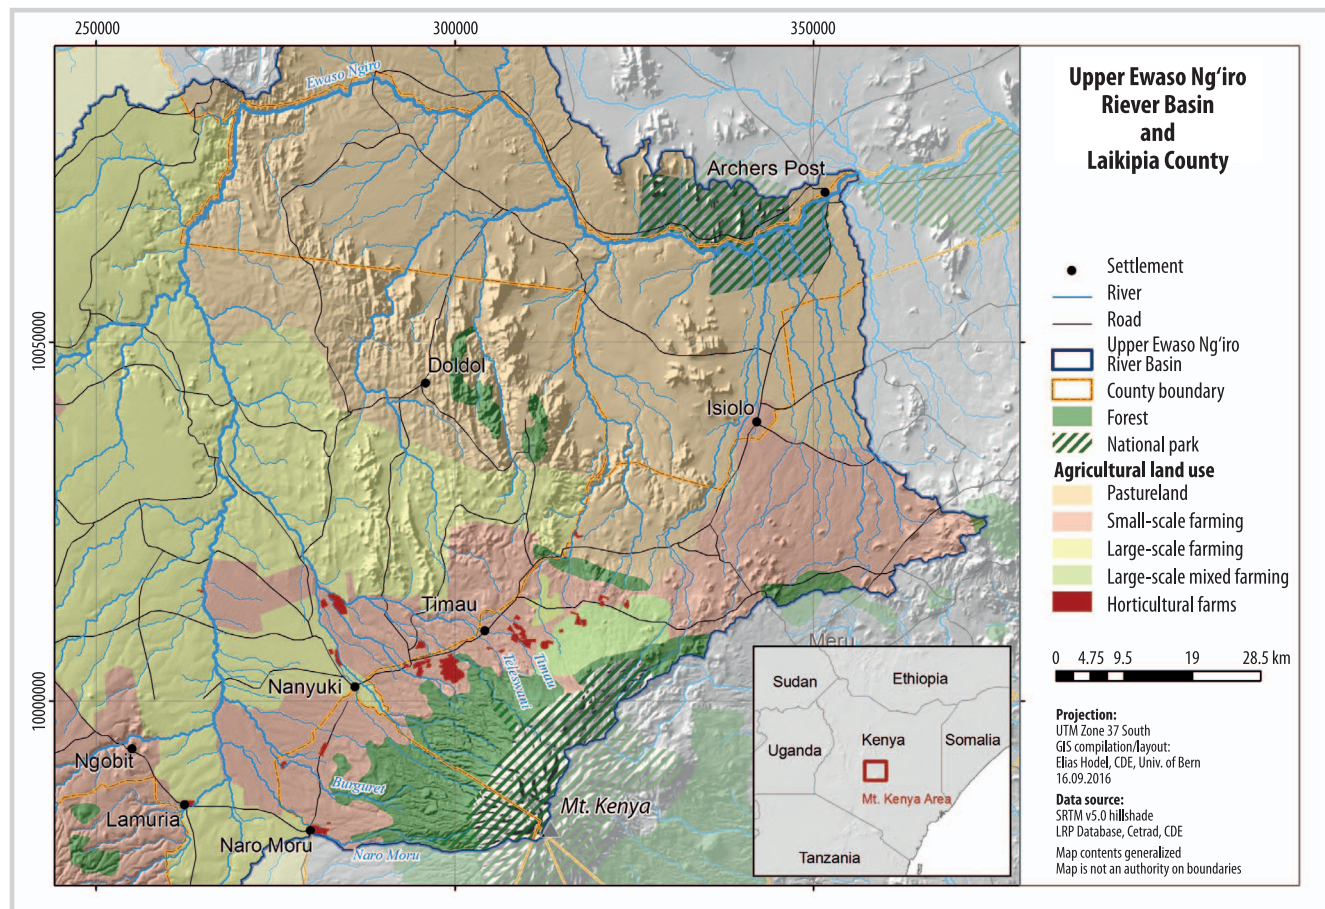 250000
300000
350000
Ewaso Ngiro
Archers Post
10050000
Doldol
Isiolo
Timau
Meru
Timau
Teleswani
Nanyuki
1000000
Ngobit
Burguret
Lamuria
Mt. Kenya
Naro Moru
Naro Moru
Sudan
Ethiopia
Uganda
Kenya
Somalia
Mt. Kenya Area
Tanzania
Upper Ewaso Ng‘iro
Riever Basin
and
Laikipia County
Settlement
River
Road
Upper Ewaso Ng‘iro
River Basin
County boundary
Forest
National park
Agricultural land use
Pastureland
Small-scale farming
Large-scale farming
Large-scale mixed farming
Horticultural farms
0 4.75 9.5 19 28.5 km
Projection:
UTM Zone 37 South
GIS compilation/layout:
Elias Hodel, CDE, Univ. of Bern
16.09.2016
Data source:
SRTM v5.0 hillshade
LRP Database, Cetrad, CDE
Map contents generalized
Map is not an authority on boundaries